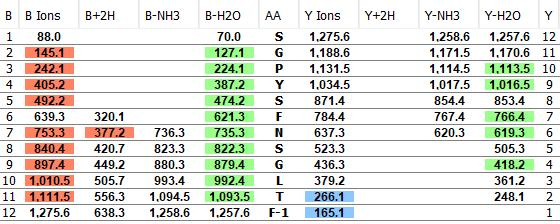 B B Ions B+2H B-NH3 B-H2O AA Y Ions Y+2H Y-NH3 Y-H2O Y
1 88.0 70.0 S 1,275.6 1,258.6 1,257.6 12
2 145.1 127.1 G 1,188.6 1,171.5 1,170.6 11
3 242.1 224.1 P 1,131.5 1,114.5 1,113.5 10
4 405.2 387.2 Y 1,034.5 1,017.5 1,016.5 9
5 492.2 474.2 S 871.4 854.4 853.4 8
6 639.3 320.1 621.3 F 784.4 767.4 766.4 7
7 753.3 377.2 736.3 735.3 N 637.3 620.3 619.3 6
8 840.4 420.7 823.3 822.3 S 523.3 505.3 5
9 897.4 449.2 880.3 879.4 G 436.3 418.2 4
10 1,010.5 505.7 993.4 992.4 L 379.2 361.2 3
11 1,111.5 556.3 1,094.5 1,093.5 T 266.1 248.1 2
12 1,275.6 638.3 1,258.6 1,257.6 F-1 165.1 1